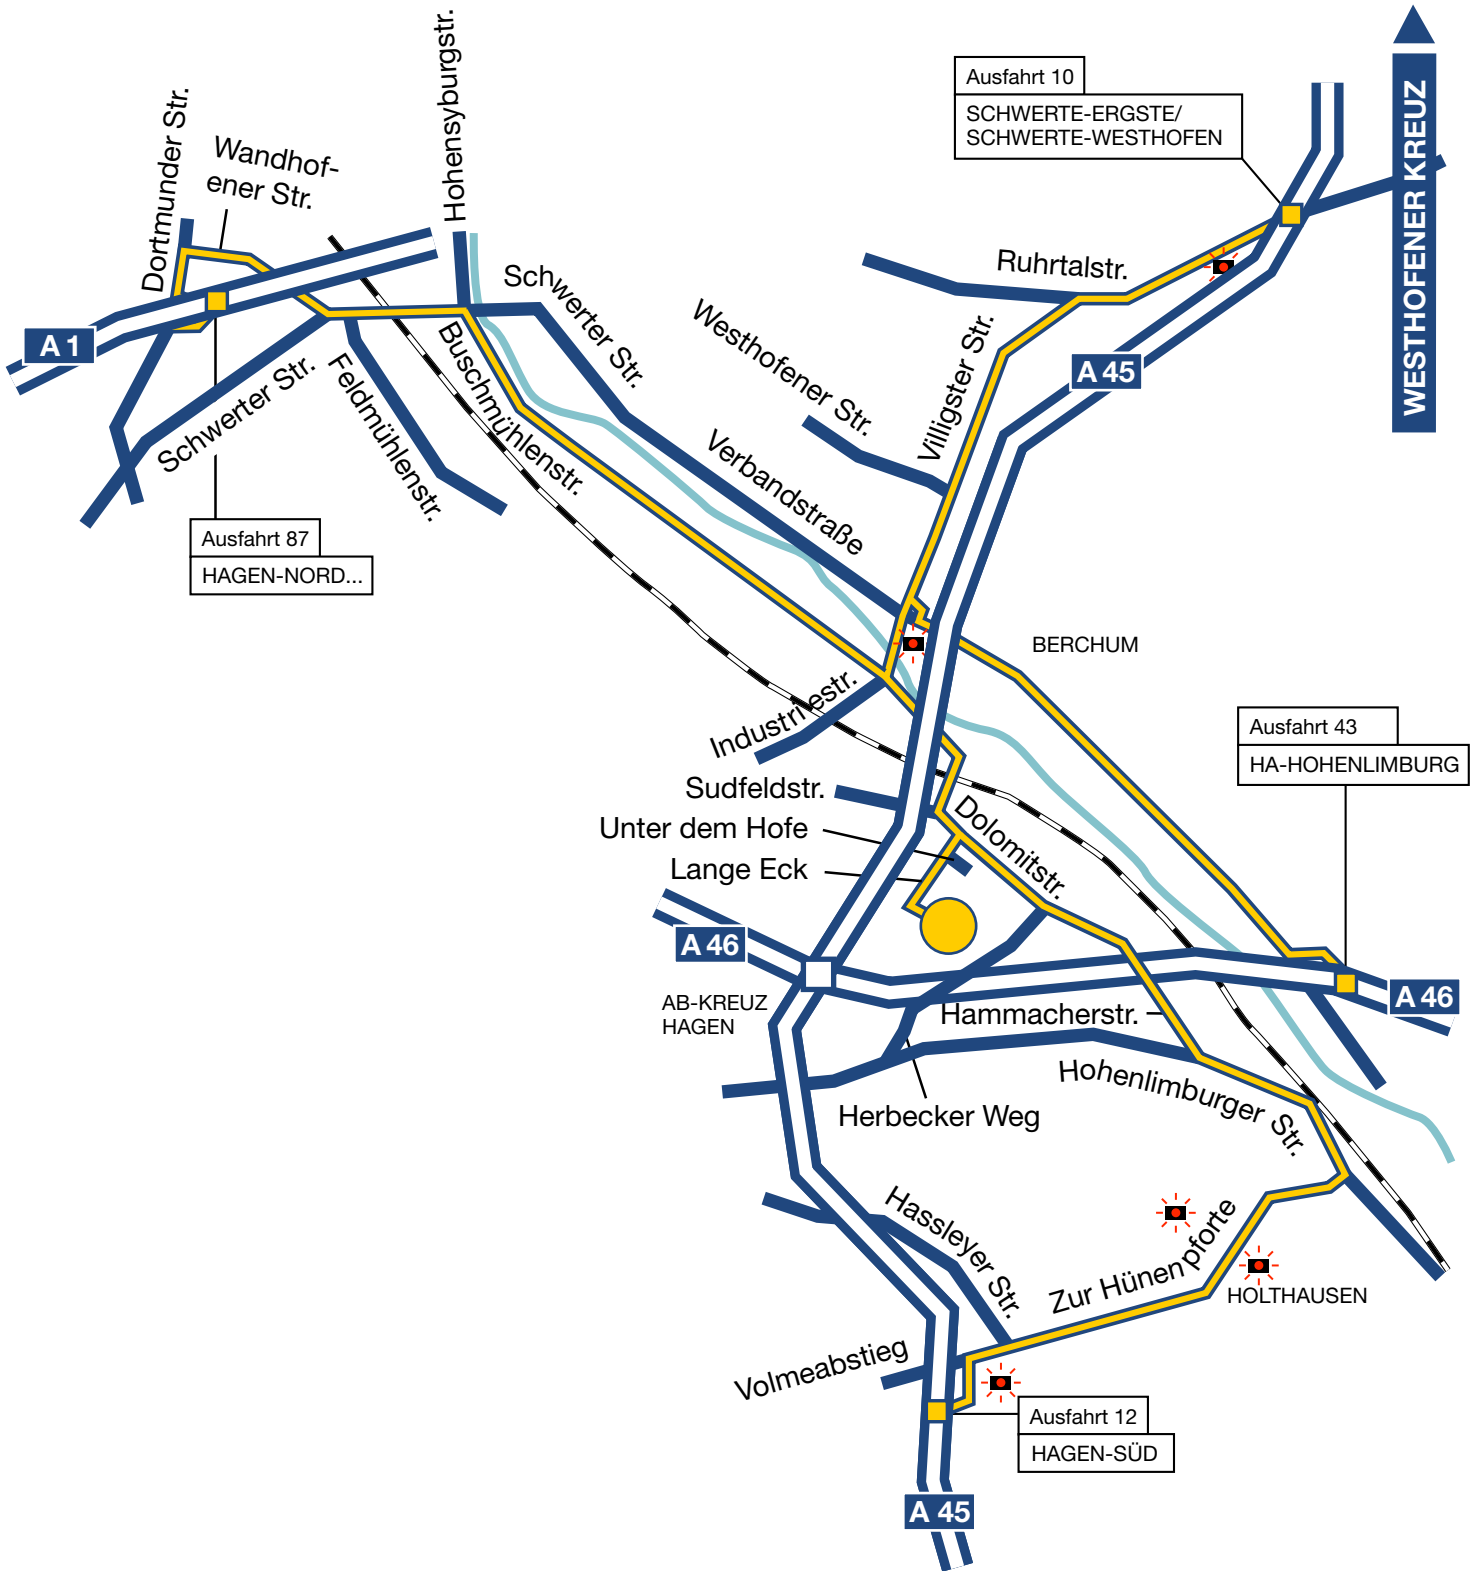 Hohensyburgstr.
Ausfahrt 10
SCHWERTE-ERGSTE/
SCHWERTE-WESTHOFEN
WESTHOFENER KREUZ
Dortmunder Str.
Wandhof-
ener Str.
Ruhrtalstr.
Schwerter Str.
Westhofener Str.
Villigster Str.
A 1
A 45
Schwerter Str.
Feldmühlenstr.
Buschmühlenstr.
Verbandstraße
Ausfahrt 87
HAGEN-NORD...
BERCHUM
Industriestr.
Ausfahrt 43
HA-HOHENLIMBURG
Sudfeldstr.
Unter dem Hofe
Lange Eck
Dolomitstr.
A 46
AB-KREUZ
HAGEN
A 46
Hammacherstr.
Hohenlimburger Str.
Herbecker Weg
Hassleyer Str.
Zur Hünenpforte
HOLTHAUSEN
Volmeabstieg
Ausfahrt 12
HAGEN-SÜD
A 45